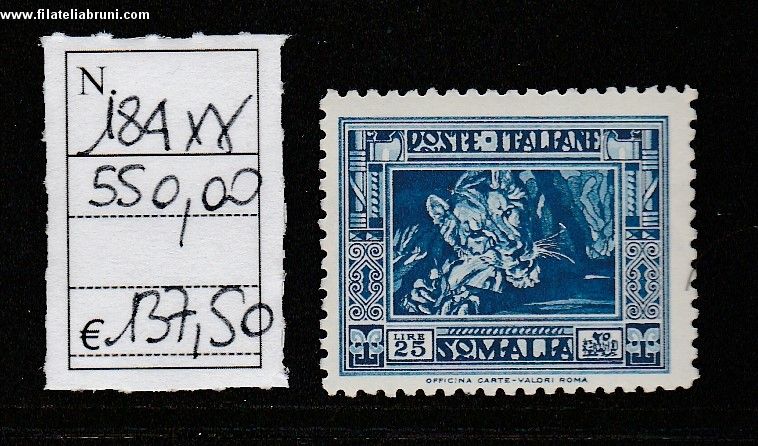 www.filateliabruni.com
N.
184 xx
550,00
€ 137,50
POSTE ITALIANE
LIRE
25
SOMALIA
OFFICINA CARTE-VALORI ROMA